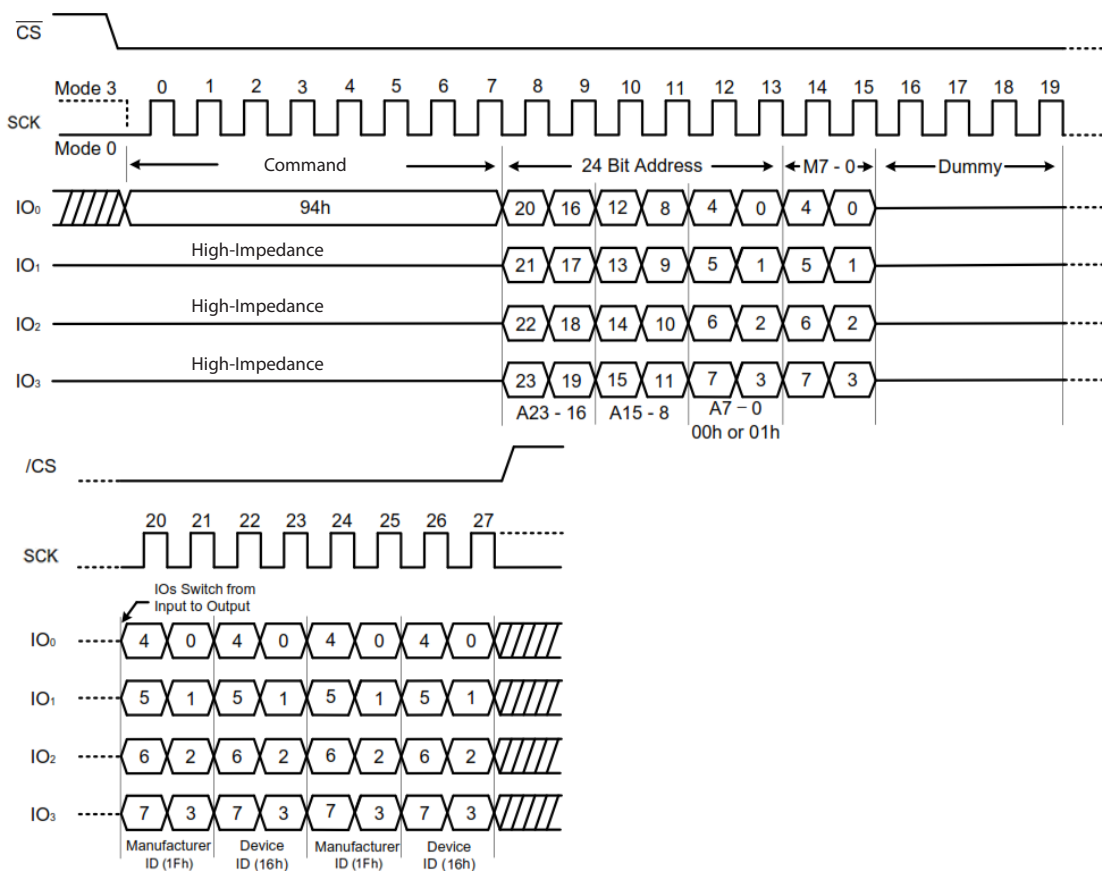 CS
Mode 3 0 1 2 3 4 5 6 7 8 9 10 11 12 13 14 15 16 17 18 19
SCK
Mode 0
Command 24 Bit Address M7 - 0 Dummy
IO0 94h 20 16 12 8 4 0 4 0
High-Impedance
IO1 21 17 13 9 5 1 5 1
High-Impedance
IO2 22 18 14 10 6 2 6 2
High-Impedance
IO3 23 19 15 11 7 3 7 3
A23 - 16 A15 - 8 A7 - 0
00h or 01h
/CS
20 21 22 23 24 25 26 27
SCK
IOs Switch from
Input to Output
IO0 4 0 4 0 4 0 4 0
IO1 5 1 5 1 5 1 5 1
IO2 6 2 6 2 6 2 6 2
IO3 7 3 7 3 7 3 7 3
Manufacturer Device Manufacturer Device
ID (1Fh) ID (16h) ID (1Fh) ID (16h)